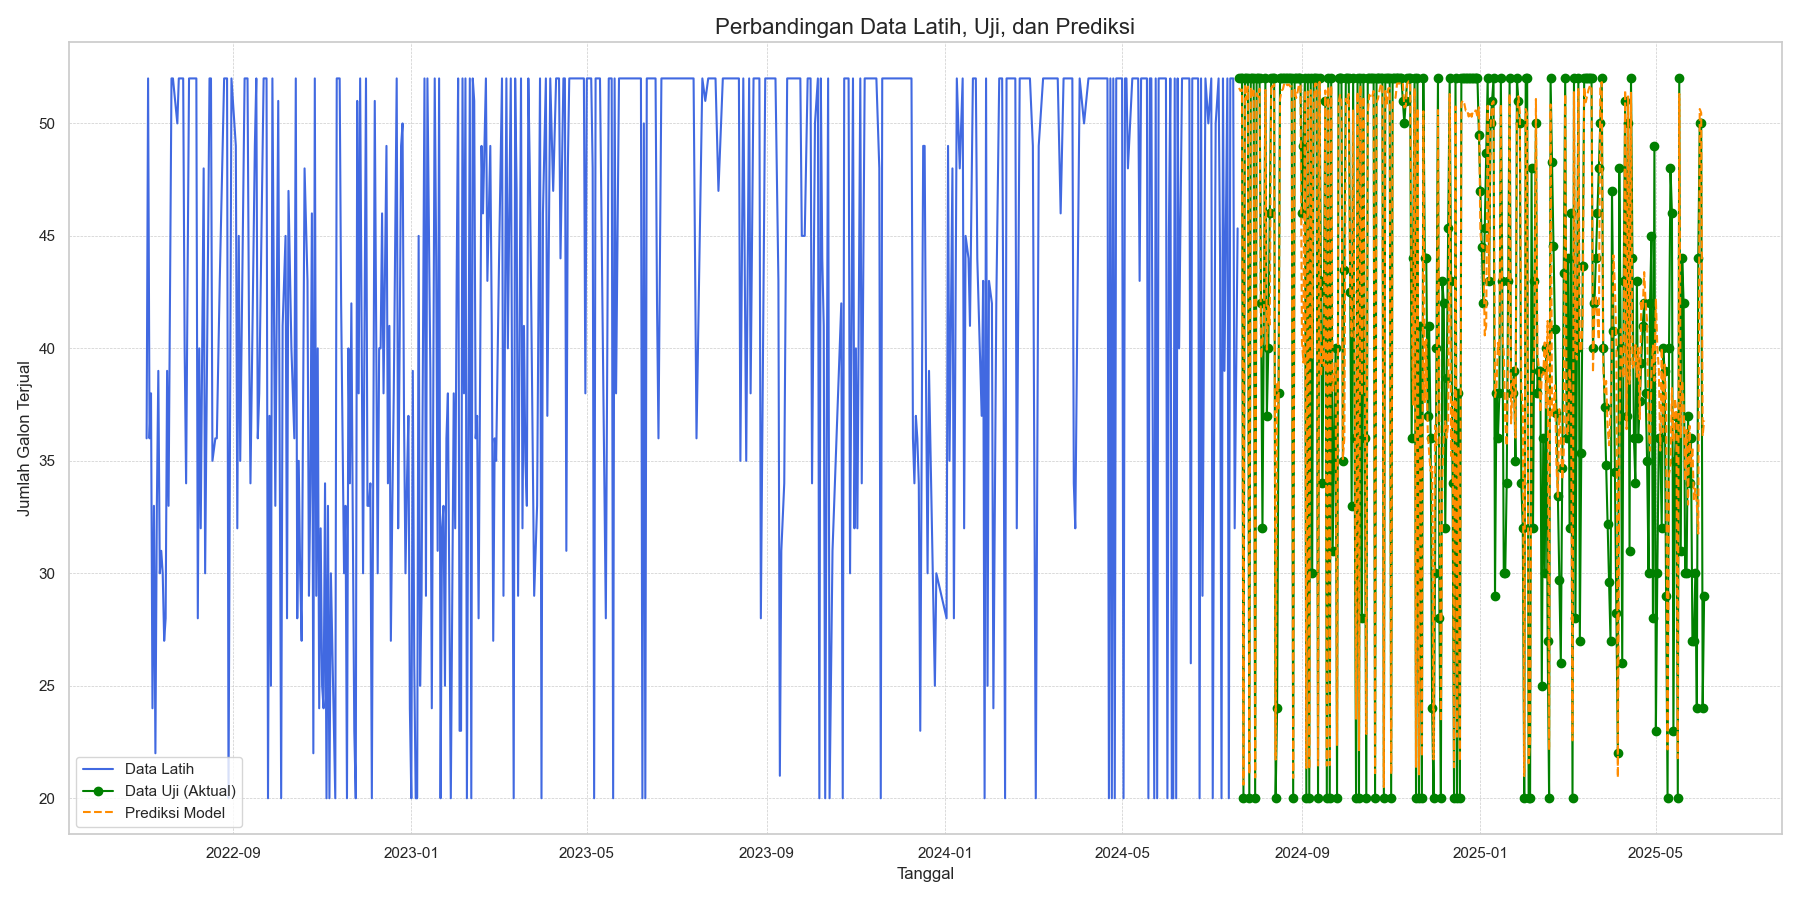 Perbandingan Data Latih, Uji, dan Prediksi
Jumlah Galon Terjual
50
45
40
35
30
25
20
Data Latih
Data Uji (Aktual)
Prediksi Model
2022-09
2023-01
2023-05
2023-09
2024-01
2024-05
2024-09
2025-01
2025-05
Tanggal